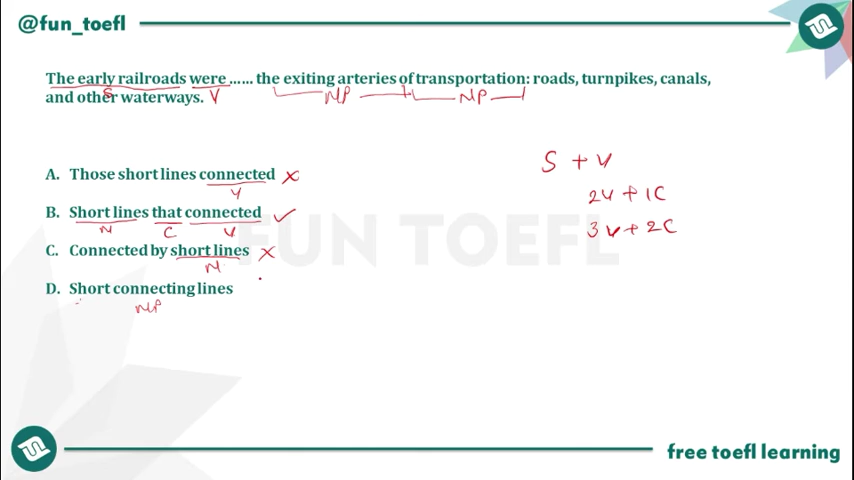 @fun_toefl
The early railroads were ...... the exiting arteries of transportation: roads, turnpikes, canals,
S V NP NP
and other waterways.
S + V
A. Those short lines connected
V
2V + 1C
B. Short lines that connected
N C V
3V + 2C
FUN TOEFL
C. Connected by short lines
N
D. Short connecting lines
NP
free toefl learning